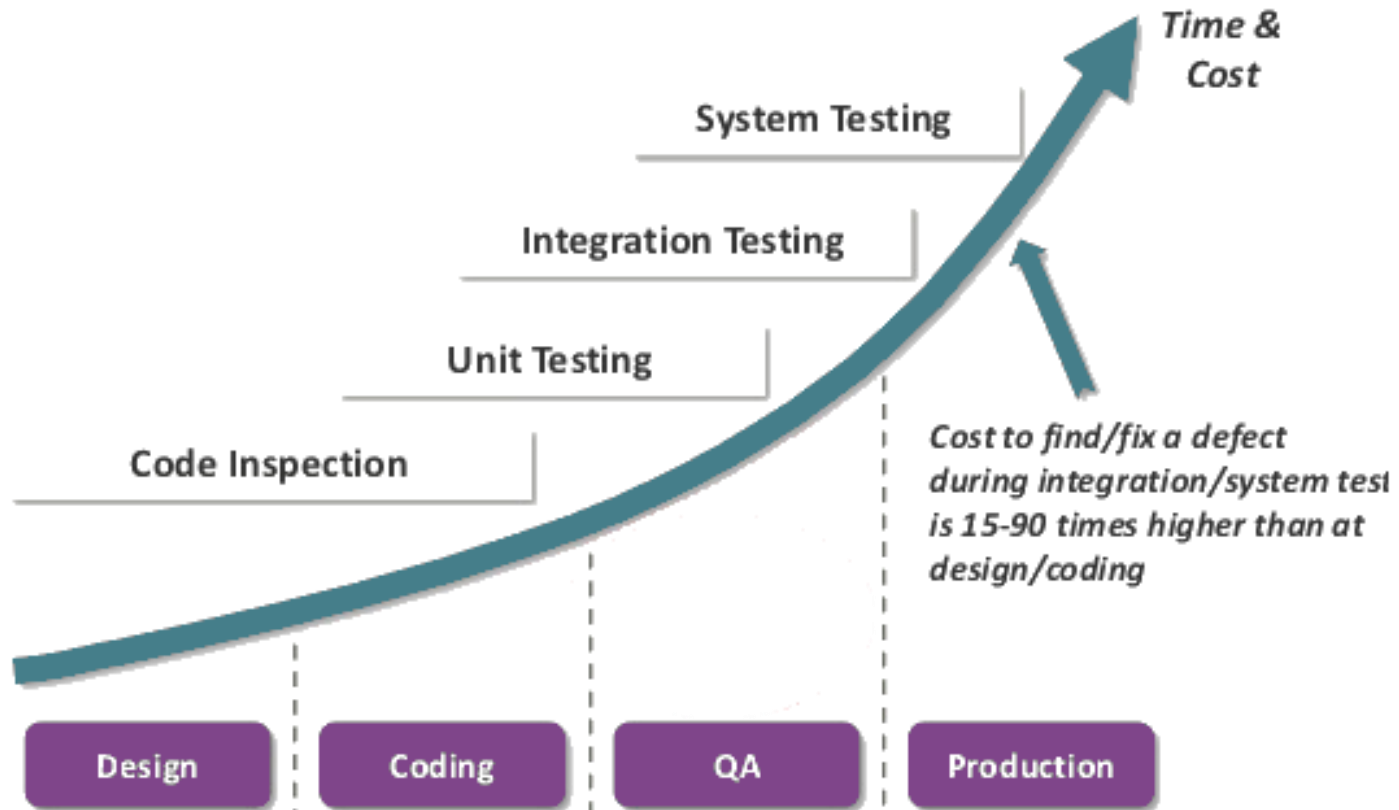 Time &
Cost
System Testing
Integration Testing
Unit Testing
Code Inspection
Cost to find/fix a defect
during integration/system test
is 15-90 times higher than at
design/coding
Design
Coding
QA
Production